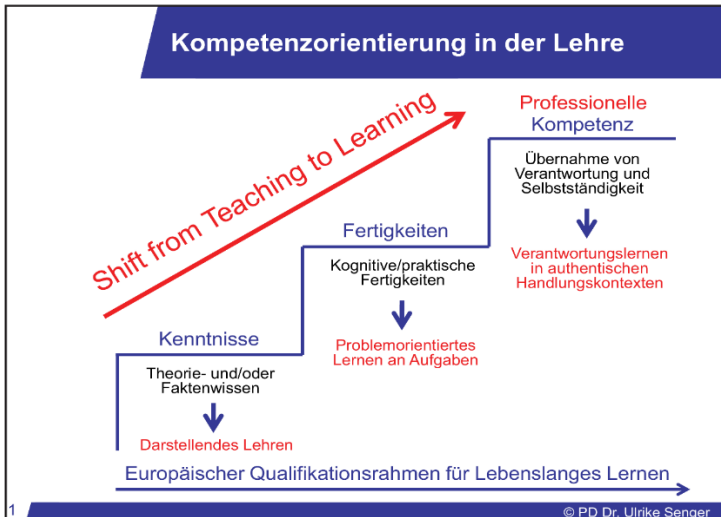 Kompetenzorientierung in der Lehre
Shift from Teaching to Learning
Professionelle
Kompetenz
Übernahme von
Verantwortung und
Selbstständigkeit
Verantwortungslernen
in authentischen
Handlungskontexten
Fertigkeiten
Kognitive/praktische
Fertigkeiten
Problemorientiertes
Lernen an Aufgaben
Kenntnisse
Theorie- und/oder
Faktenwissen
Darstellendes Lehren
Europäischer Qualifikationsrahmen für Lebenslanges Lernen
1
© PD Dr. Ulrike Senger